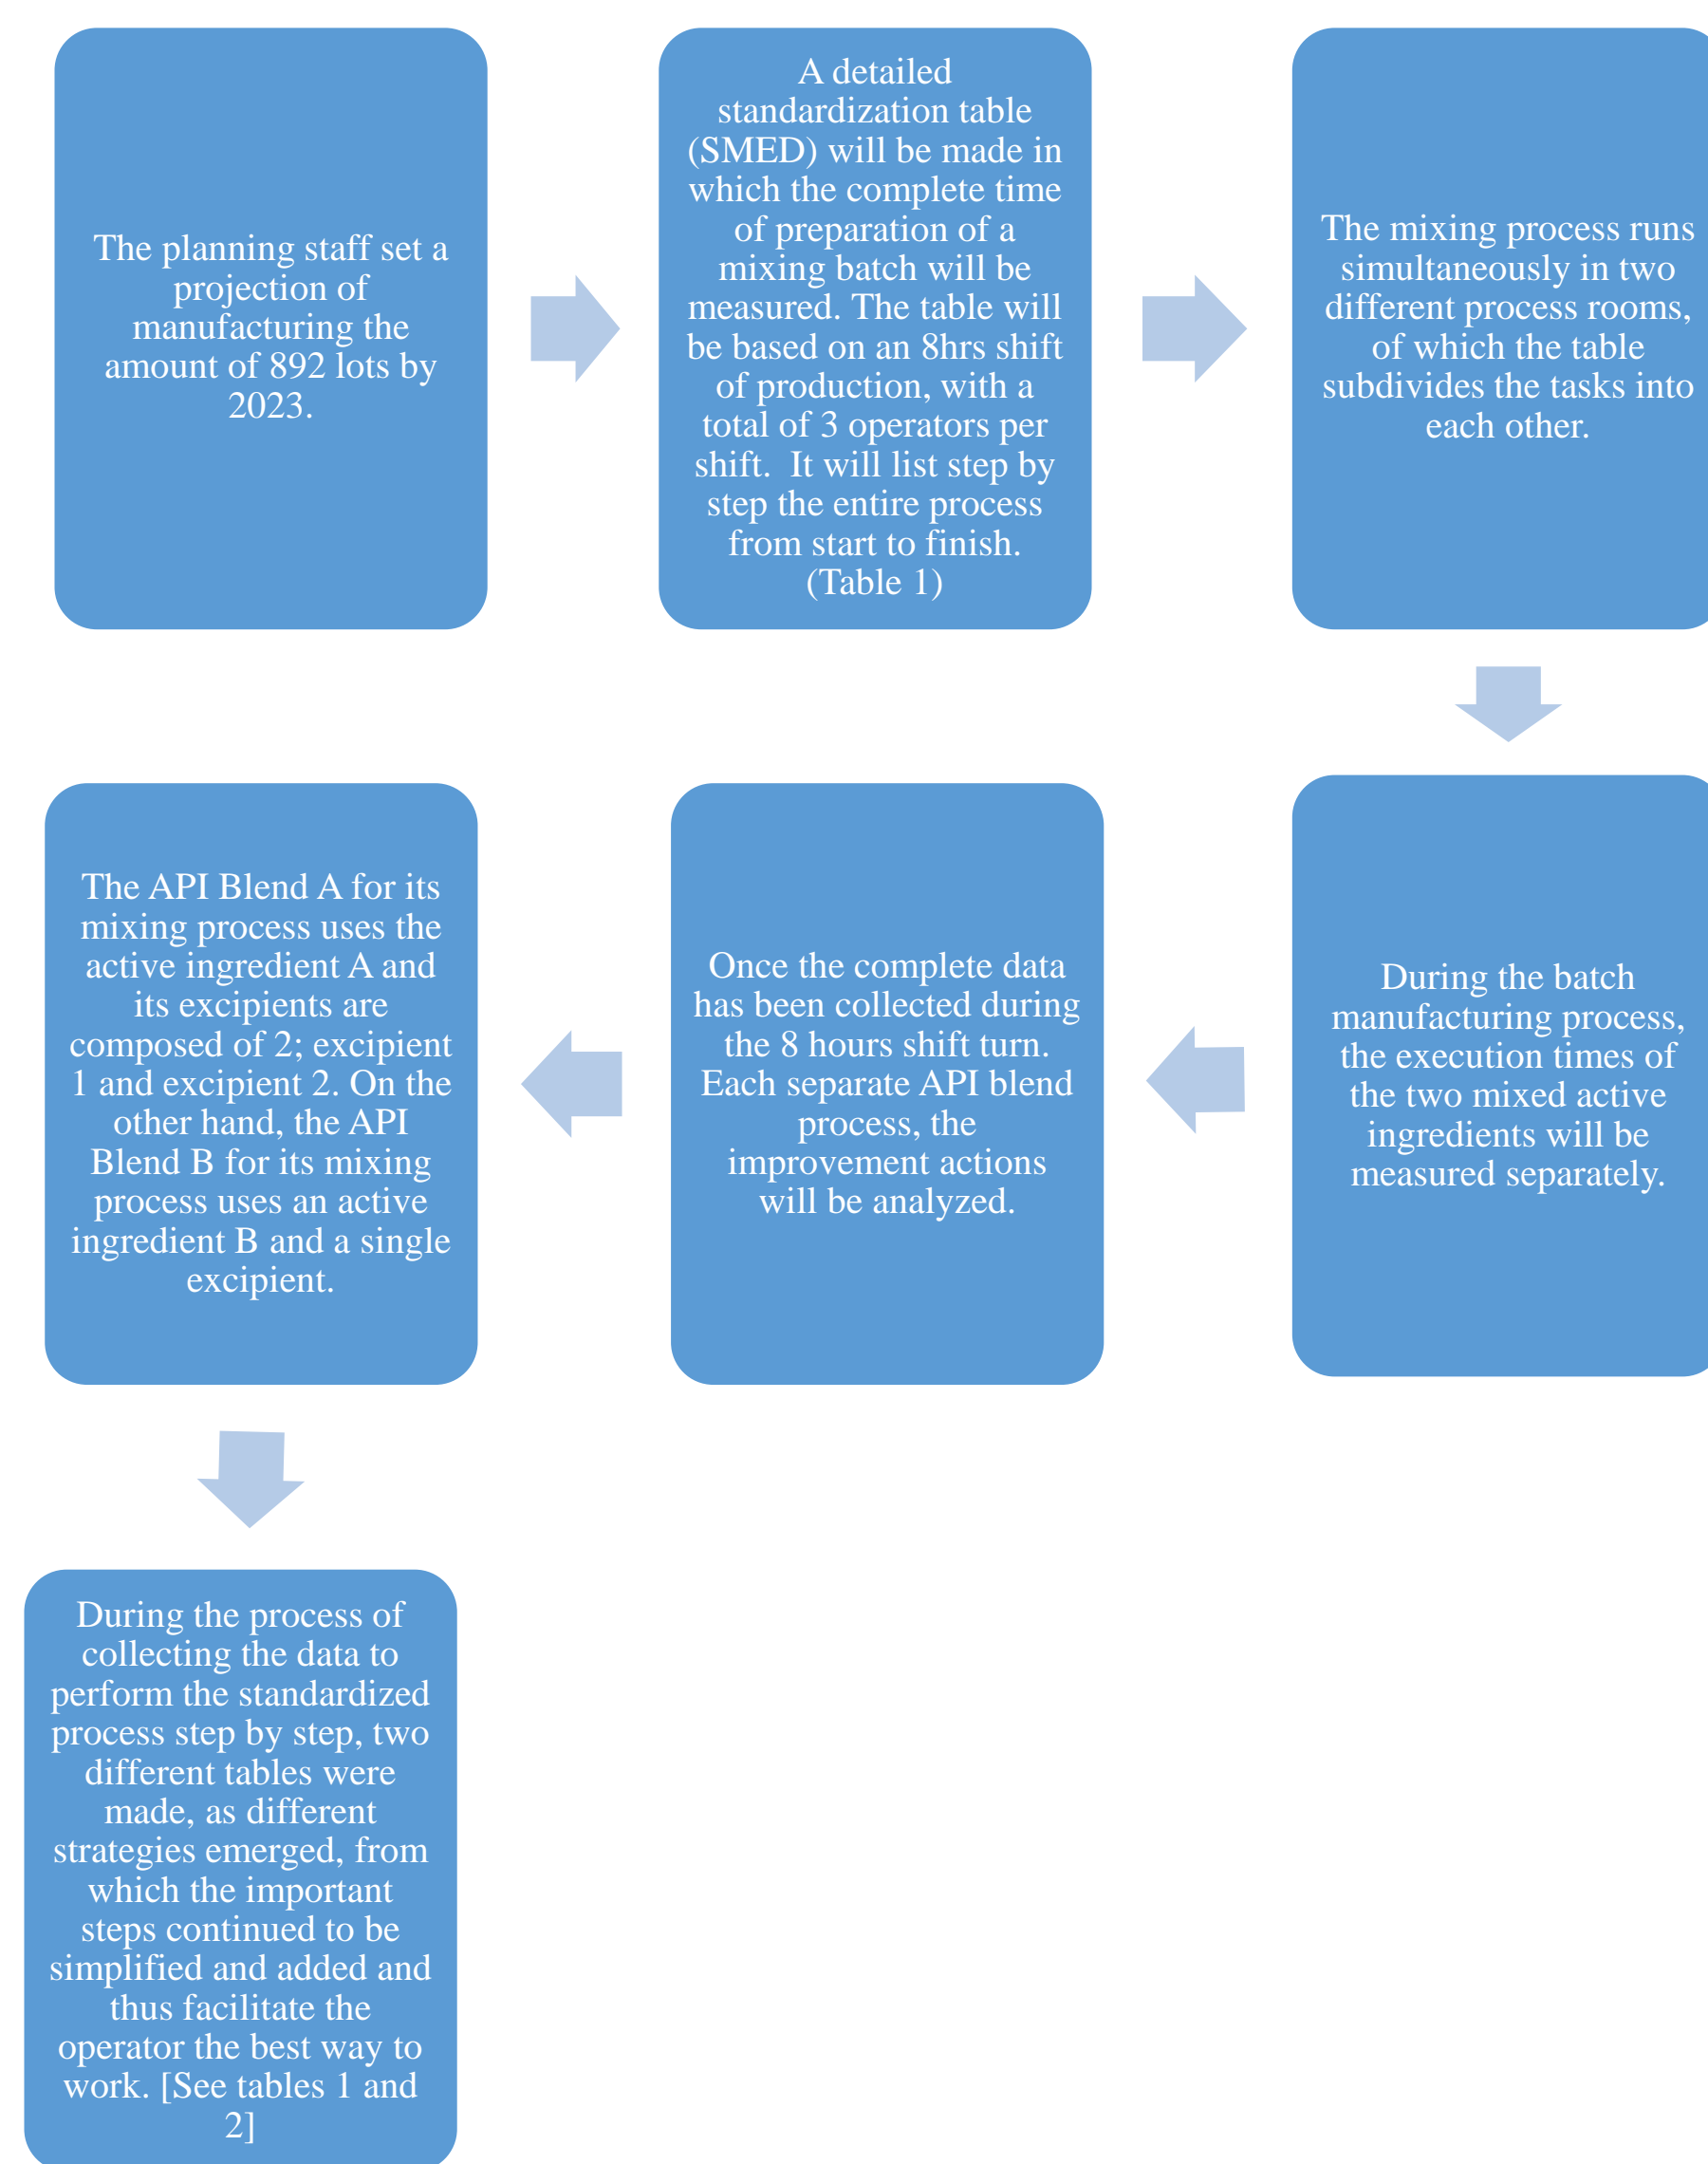 The planning staff set a
projection of
manufacturing the
amount of 892 lots by
2023.
A detailed
standardization table
(SMED) will be made in
which the complete time
of preparation of a
mixing batch will be
measured. The table will
be based on an 8hrs shift
of production, with a
total of 3 operators per
shift.  It will list step by
step the entire process
from start to finish.
(Table 1)
The mixing process runs
simultaneously in two
different process rooms,
of which the table
subdivides the tasks into
each other.
During the batch
manufacturing process,
the execution times of
the two mixed active
ingredients will be
measured separately.
Once the complete data
has been collected during
the 8 hours shift turn.
Each separate API blend
process, the
improvement actions
will be analyzed.
The API Blend A for its
mixing process uses the
active ingredient A and
its excipients are
composed of 2; excipient
1 and excipient 2. On the
other hand, the API
Blend B for its mixing
process uses an active
ingredient B and a single
excipient.
During the process of
collecting the data to
perform the standardized
process step by step, two
different tables were
made, as different
strategies emerged, from
which the important
steps continued to be
simplified and added and
thus facilitate the
operator the best way to
work. [See tables 1 and
2]